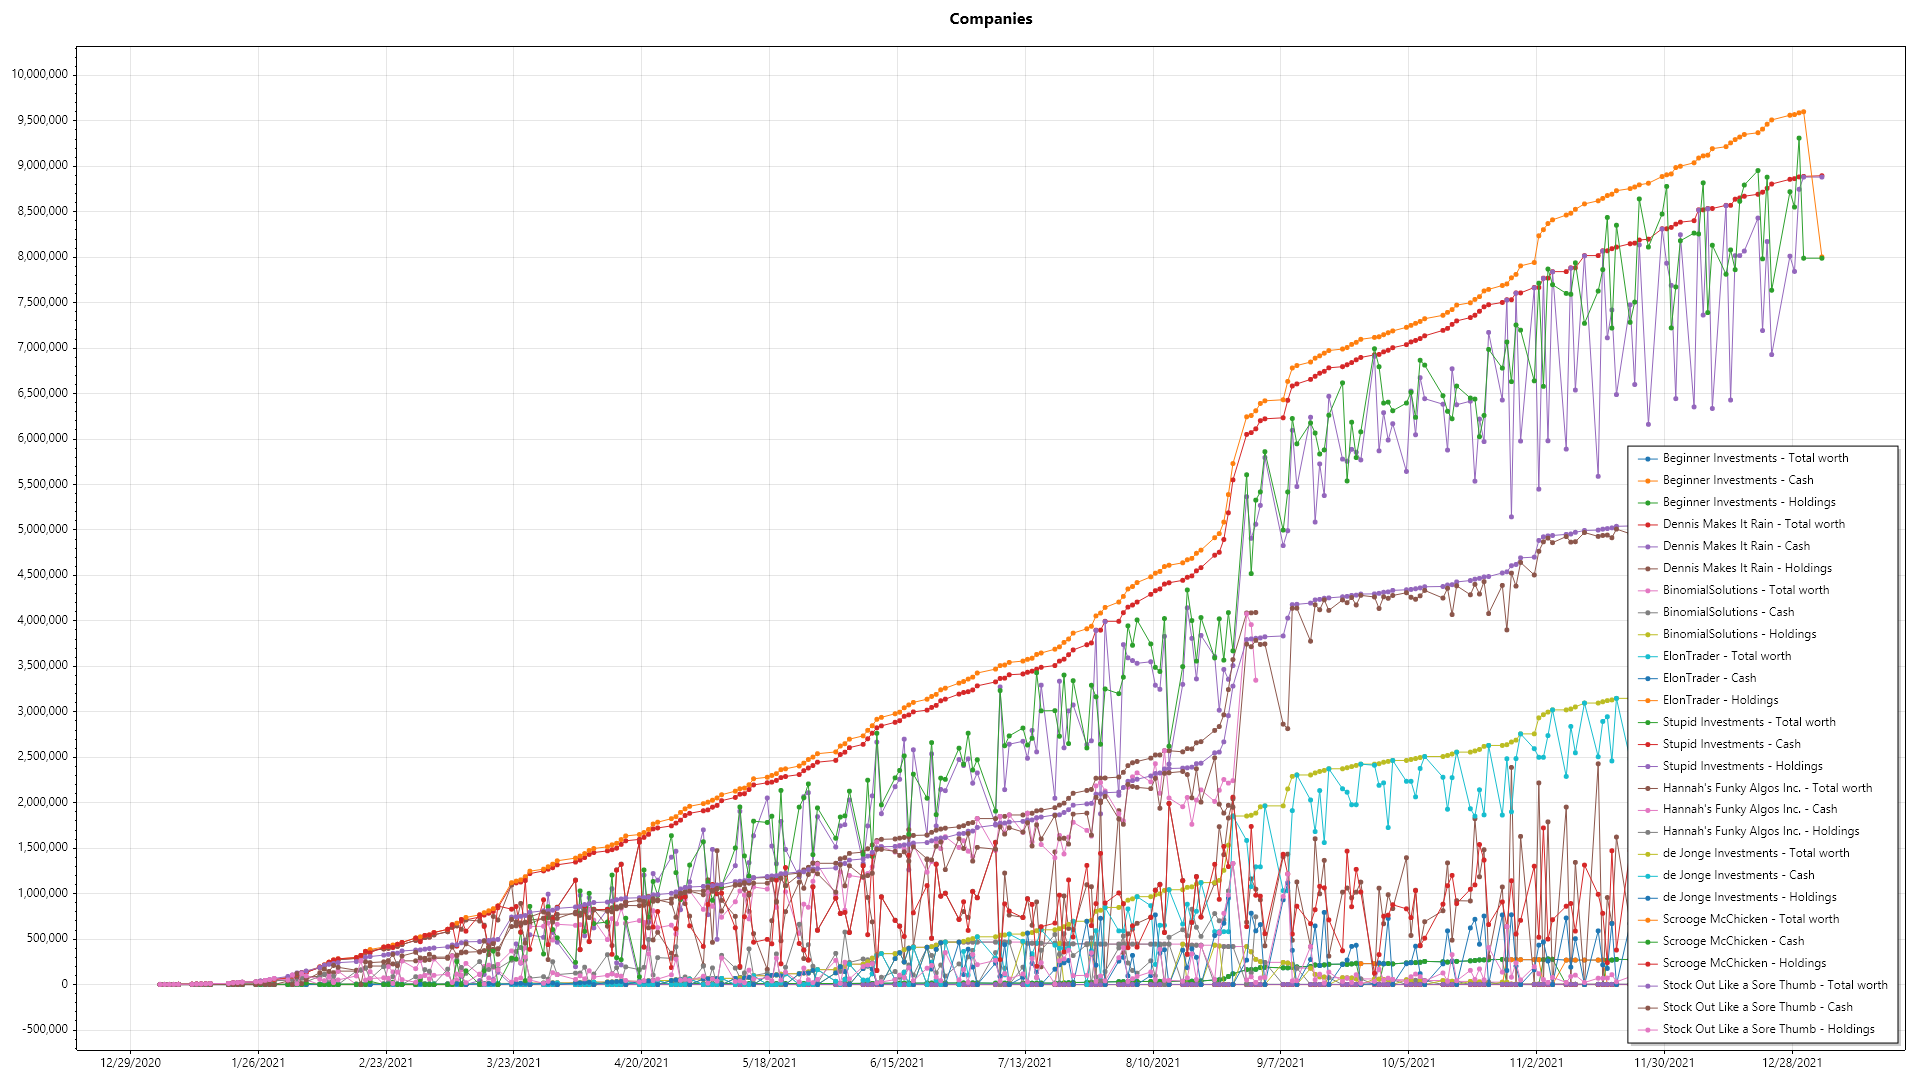 Companies
10,000,000
9,500,000
9,000,000
8,500,000
8,000,000
7,500,000
7,000,000
6,500,000
6,000,000
5,500,000
5,000,000
4,500,000
4,000,000
3,500,000
3,000,000
2,500,000
2,000,000
1,500,000
1,000,000
500,000
0
-500,000
Beginner Investments - Total worth
Beginner Investments - Cash
Beginner Investments - Holdings
Dennis Makes It Rain - Total worth
Dennis Makes It Rain - Cash
Dennis Makes It Rain - Holdings
BinomialSolutions - Total worth
BinomialSolutions - Cash
BinomialSolutions - Holdings
ElonTrader - Total worth
ElonTrader - Cash
ElonTrader - Holdings
Stupid Investments - Total worth
Stupid Investments - Cash
Stupid Investments - Holdings
Hannah's Funky Algos Inc. - Total worth
Hannah's Funky Algos Inc. - Cash
Hannah's Funky Algos Inc. - Holdings
de Jonge Investments - Total worth
de Jonge Investments - Cash
de Jonge Investments - Holdings
Scrooge McChicken - Total worth
Scrooge McChicken - Cash
Scrooge McChicken - Holdings
Stock Out Like a Sore Thumb - Total worth
Stock Out Like a Sore Thumb - Cash
Stock Out Like a Sore Thumb - Holdings
12/29/2020 1/26/2021 2/23/2021 3/23/2021 4/20/2021 5/18/2021 6/15/2021 7/13/2021 8/10/2021 9/7/2021 10/5/2021 11/2/2021 11/30/2021 12/28/2021